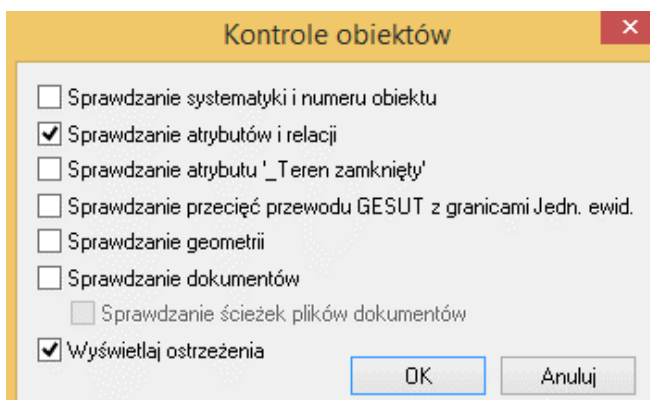 Kontrole obiektów
Sprawdzanie systematyki i numeru obiektu
Sprawdzanie atrybutów i relacji
Sprawdzanie atrybutu '_Teren zamknięty'
Sprawdzanie przecięć przewodu GESUT z granicami Jedn. ewid.
Sprawdzanie geometrii
Sprawdzanie dokumentów
Sprawdzanie ścieżek plików dokumentów
Wyświetlaj ostrzeżenia
OK Anuluj